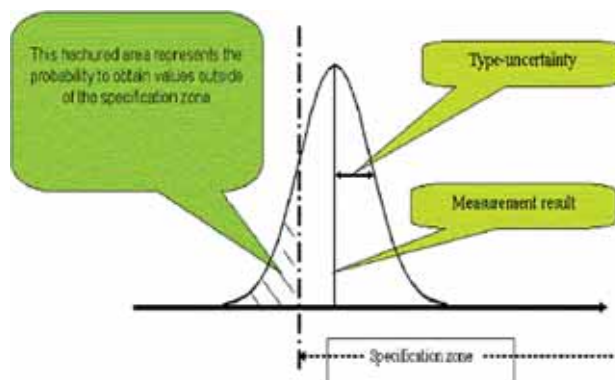 This hachured area represents the
probability to obtain values outside
of the specification zone
Type-uncertainty
Measurement result
Specification zone